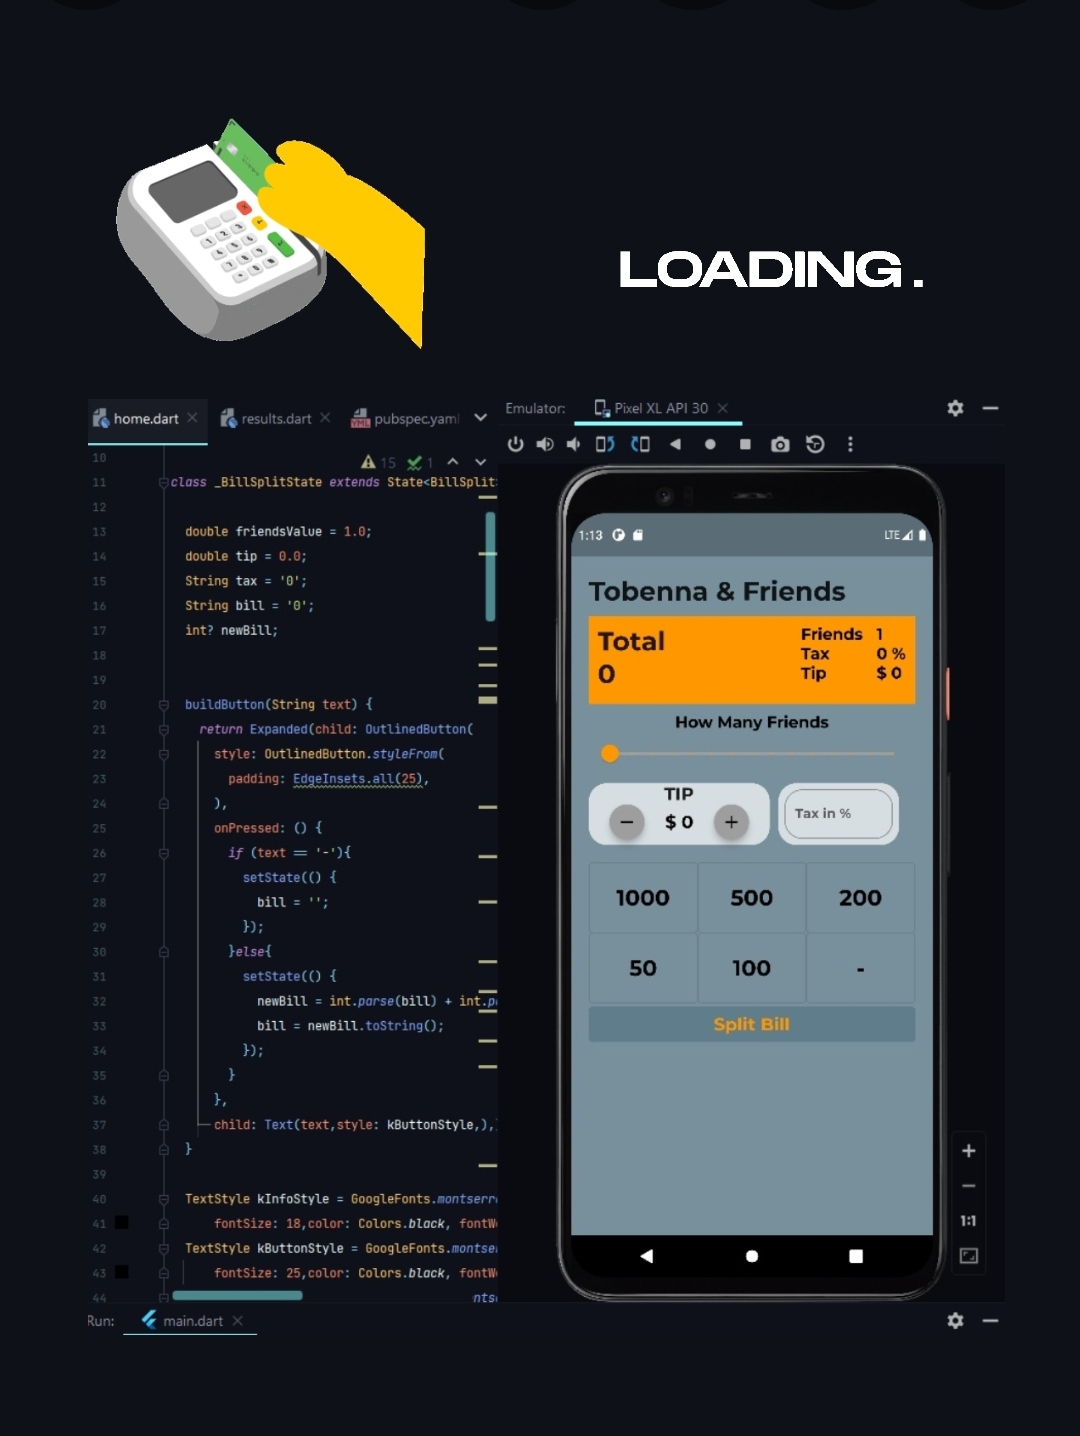 LOADING.
home.dart
results.dart
pubspec.yaml
Emulator:
Pixel XL API 30
15
1
10
11 class _BillSplitState extends State<BillSplit
12
13 double friendsValue = 1.0;
14 double tip = 0.0;
15 String tax = '0';
16 String bill = '0';
17 int? newBill;
18
19
20 buildButton(String text) {
21 return Expanded(child: OutlinedButton(
22 style: OutlinedButton.styleFrom(
23 padding: EdgeInsets.all(25),
24 ),
25 onPressed: () {
26 if (text == '-'){
27 setState(() {
28 bill = '';
29 });
30 }else{
31 setState(() {
32 newBill = int.parse(bill) + int.p
33 bill = newBill.toString();
34 });
35 }
36 },
37 child: Text(text,style: kButtonStyle,),
38 }
39
40 TextStyle kInfoStyle = GoogleFonts.montserr
41 fontSize: 18,color: Colors.black, fontW
42 TextStyle kButtonStyle = GoogleFonts.montse
43 fontSize: 25,color: Colors.black, fontW
44 nts
1:13
LTE
Tobenna & Friends
Total
0
Friends 1
Tax 0 %
Tip $ 0
How Many Friends
TIP
− $ 0 +
Tax in %
1000 500 200
50 100 -
Split Bill
+
−
1:1
Run:
main.dart